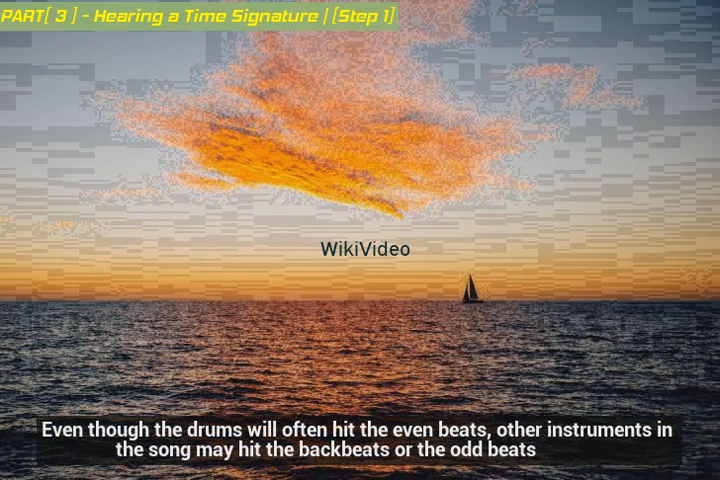 PART[ 3 ] - Hearing a Time Signature | [Step 1]
WikiVideo
Even though the drums will often hit the even beats, other instruments in
the song may hit the backbeats or the odd beats